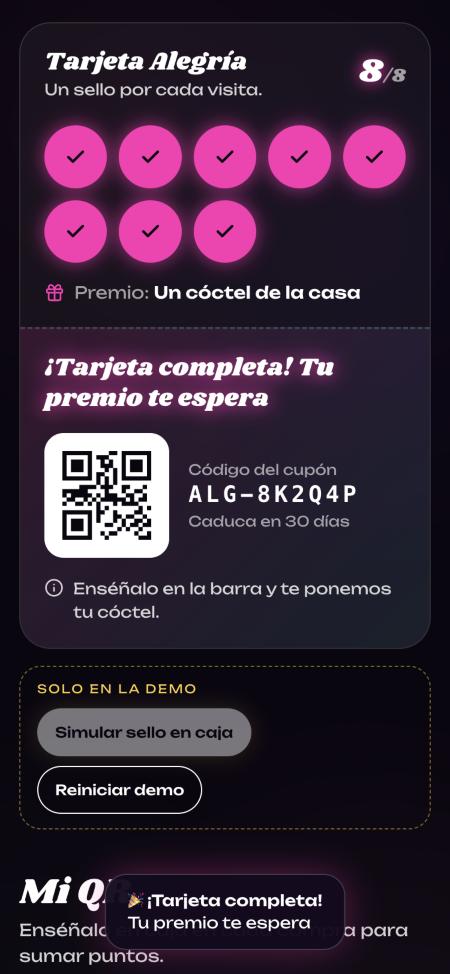 Tarjeta Alegría
8/8
Un sello por cada visita.
Premio: Un cóctel de la casa
¡Tarjeta completa! Tu
premio te espera
Código del cupón
ALG–8K2Q4P
Caduca en 30 días
Enséñalo en la barra y te ponemos
tu cóctel.
SOLO EN LA DEMO
Simular sello en caja
Reiniciar demo
Mi QR
🎉 ¡Tarjeta completa!
Tu premio te espera
Enséñalo para
sumar puntos.